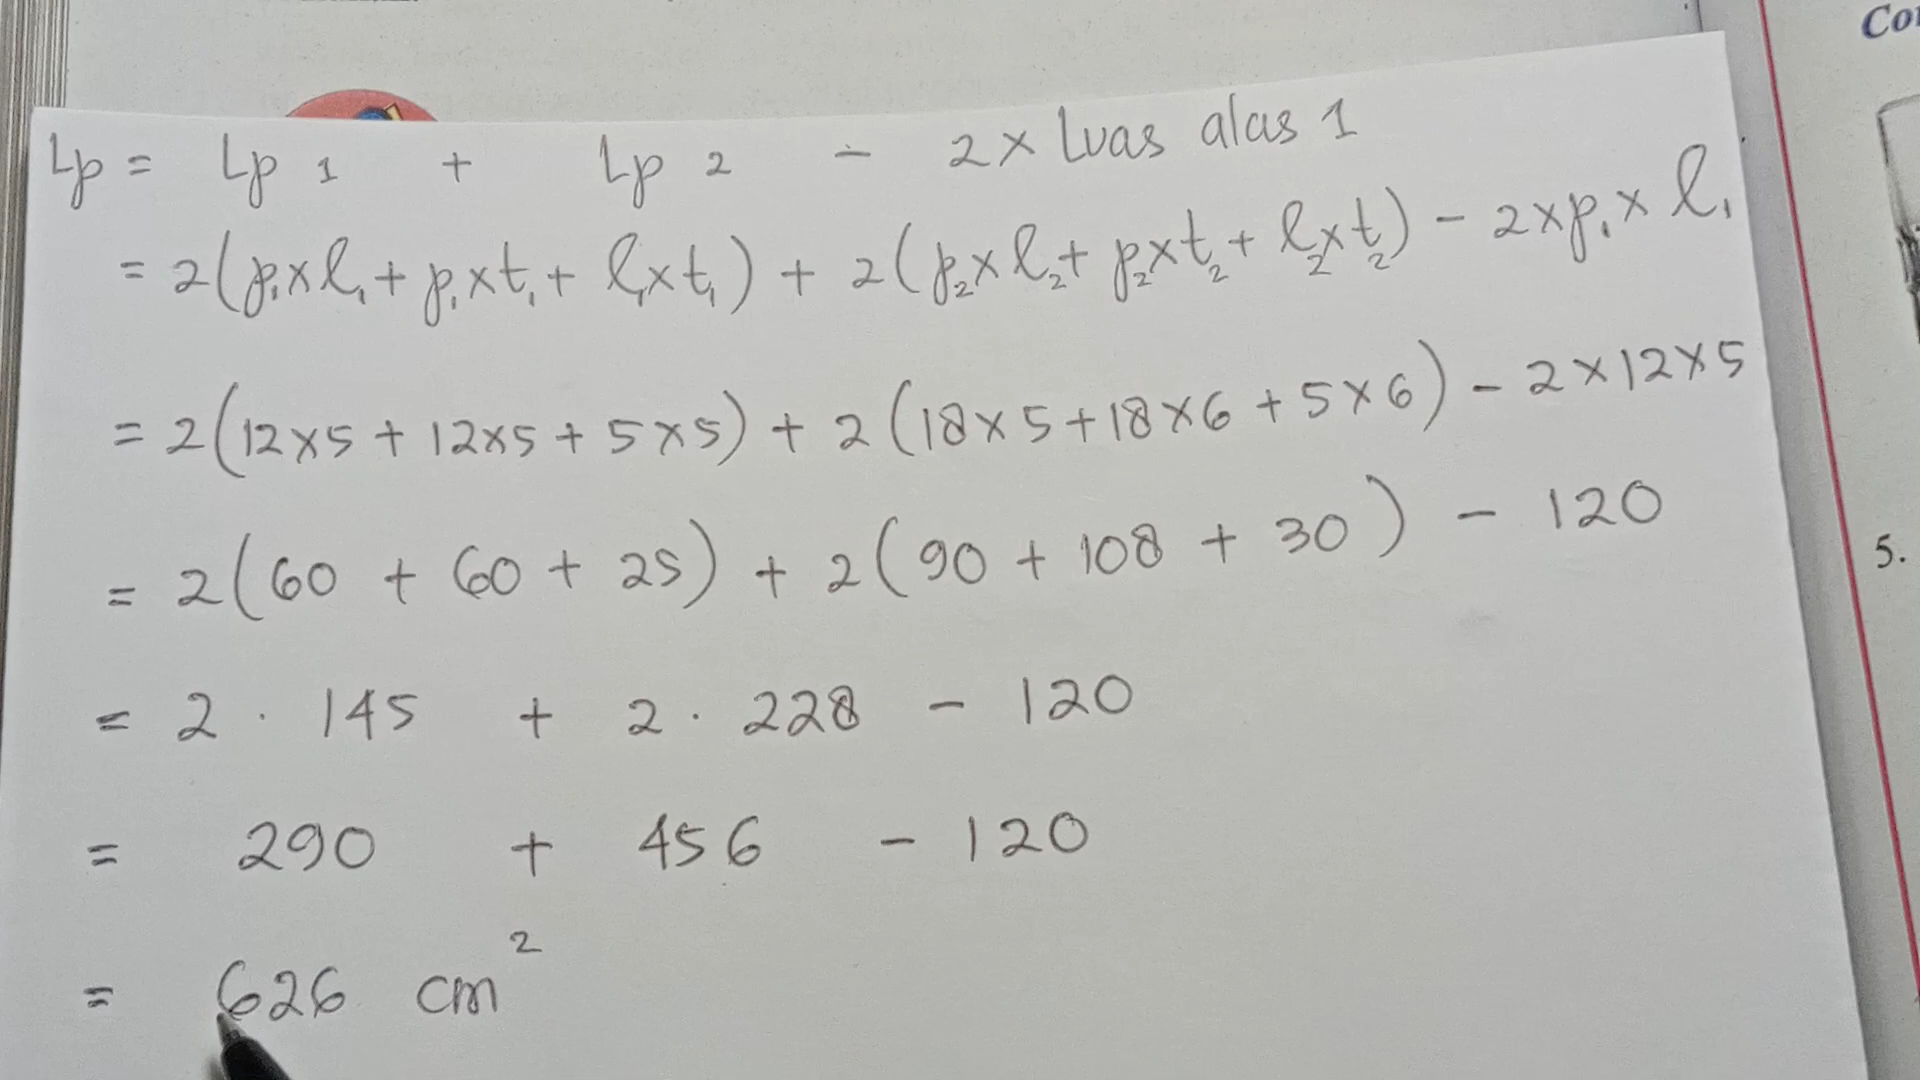 Co
Lp = Lp 1 + Lp 2 - 2 x luas alas 1
= 2(p₁xl₁ + p₁xt₁ + l₁xt₁) + 2(p₂xl₂ + p₂xt₂ + l₂xt₂) - 2xp₁xl₁
= 2(12x5 + 12x5 + 5x5) + 2(18x5 + 18x6 + 5x6) - 2x12x5
= 2(60 + 60 + 25) + 2(90 + 108 + 30) - 120
5.
= 2 . 145 + 2 . 228 - 120
= 290 + 456 - 120
= 626 cm²